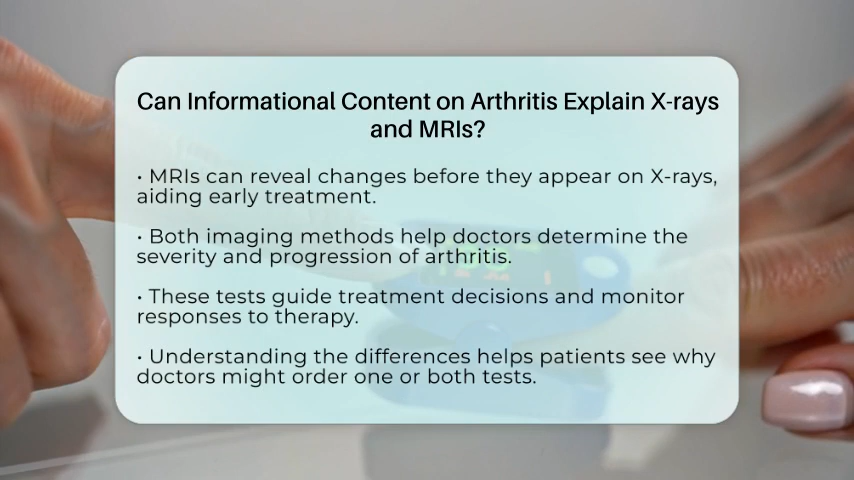 Can Informational Content on Arthritis Explain X-rays
and MRIs?
• MRIs can reveal changes before they appear on X-rays,
aiding early treatment.
• Both imaging methods help doctors determine the
severity and progression of arthritis.
• These tests guide treatment decisions and monitor
responses to therapy.
• Understanding the differences helps patients see why
doctors might order one or both tests.